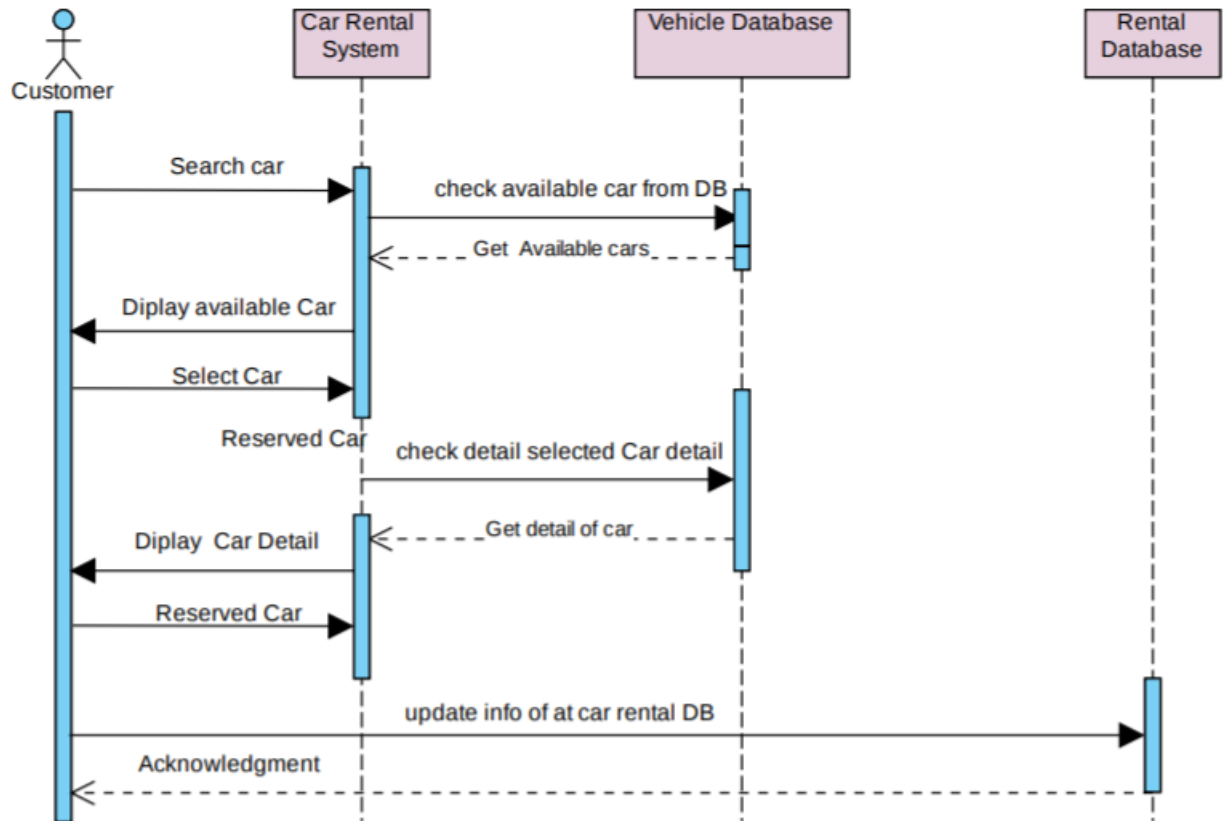 Car Rental
System
Vehicle Database
Rental
Database
Customer
Search car
check available car from DB
Get  Available cars
Diplay available Car
Select Car
Reserved Car
check detail selected Car detail
Get detail of car
Diplay  Car Detail
Reserved Car
update info of at car rental DB
Acknowledgment